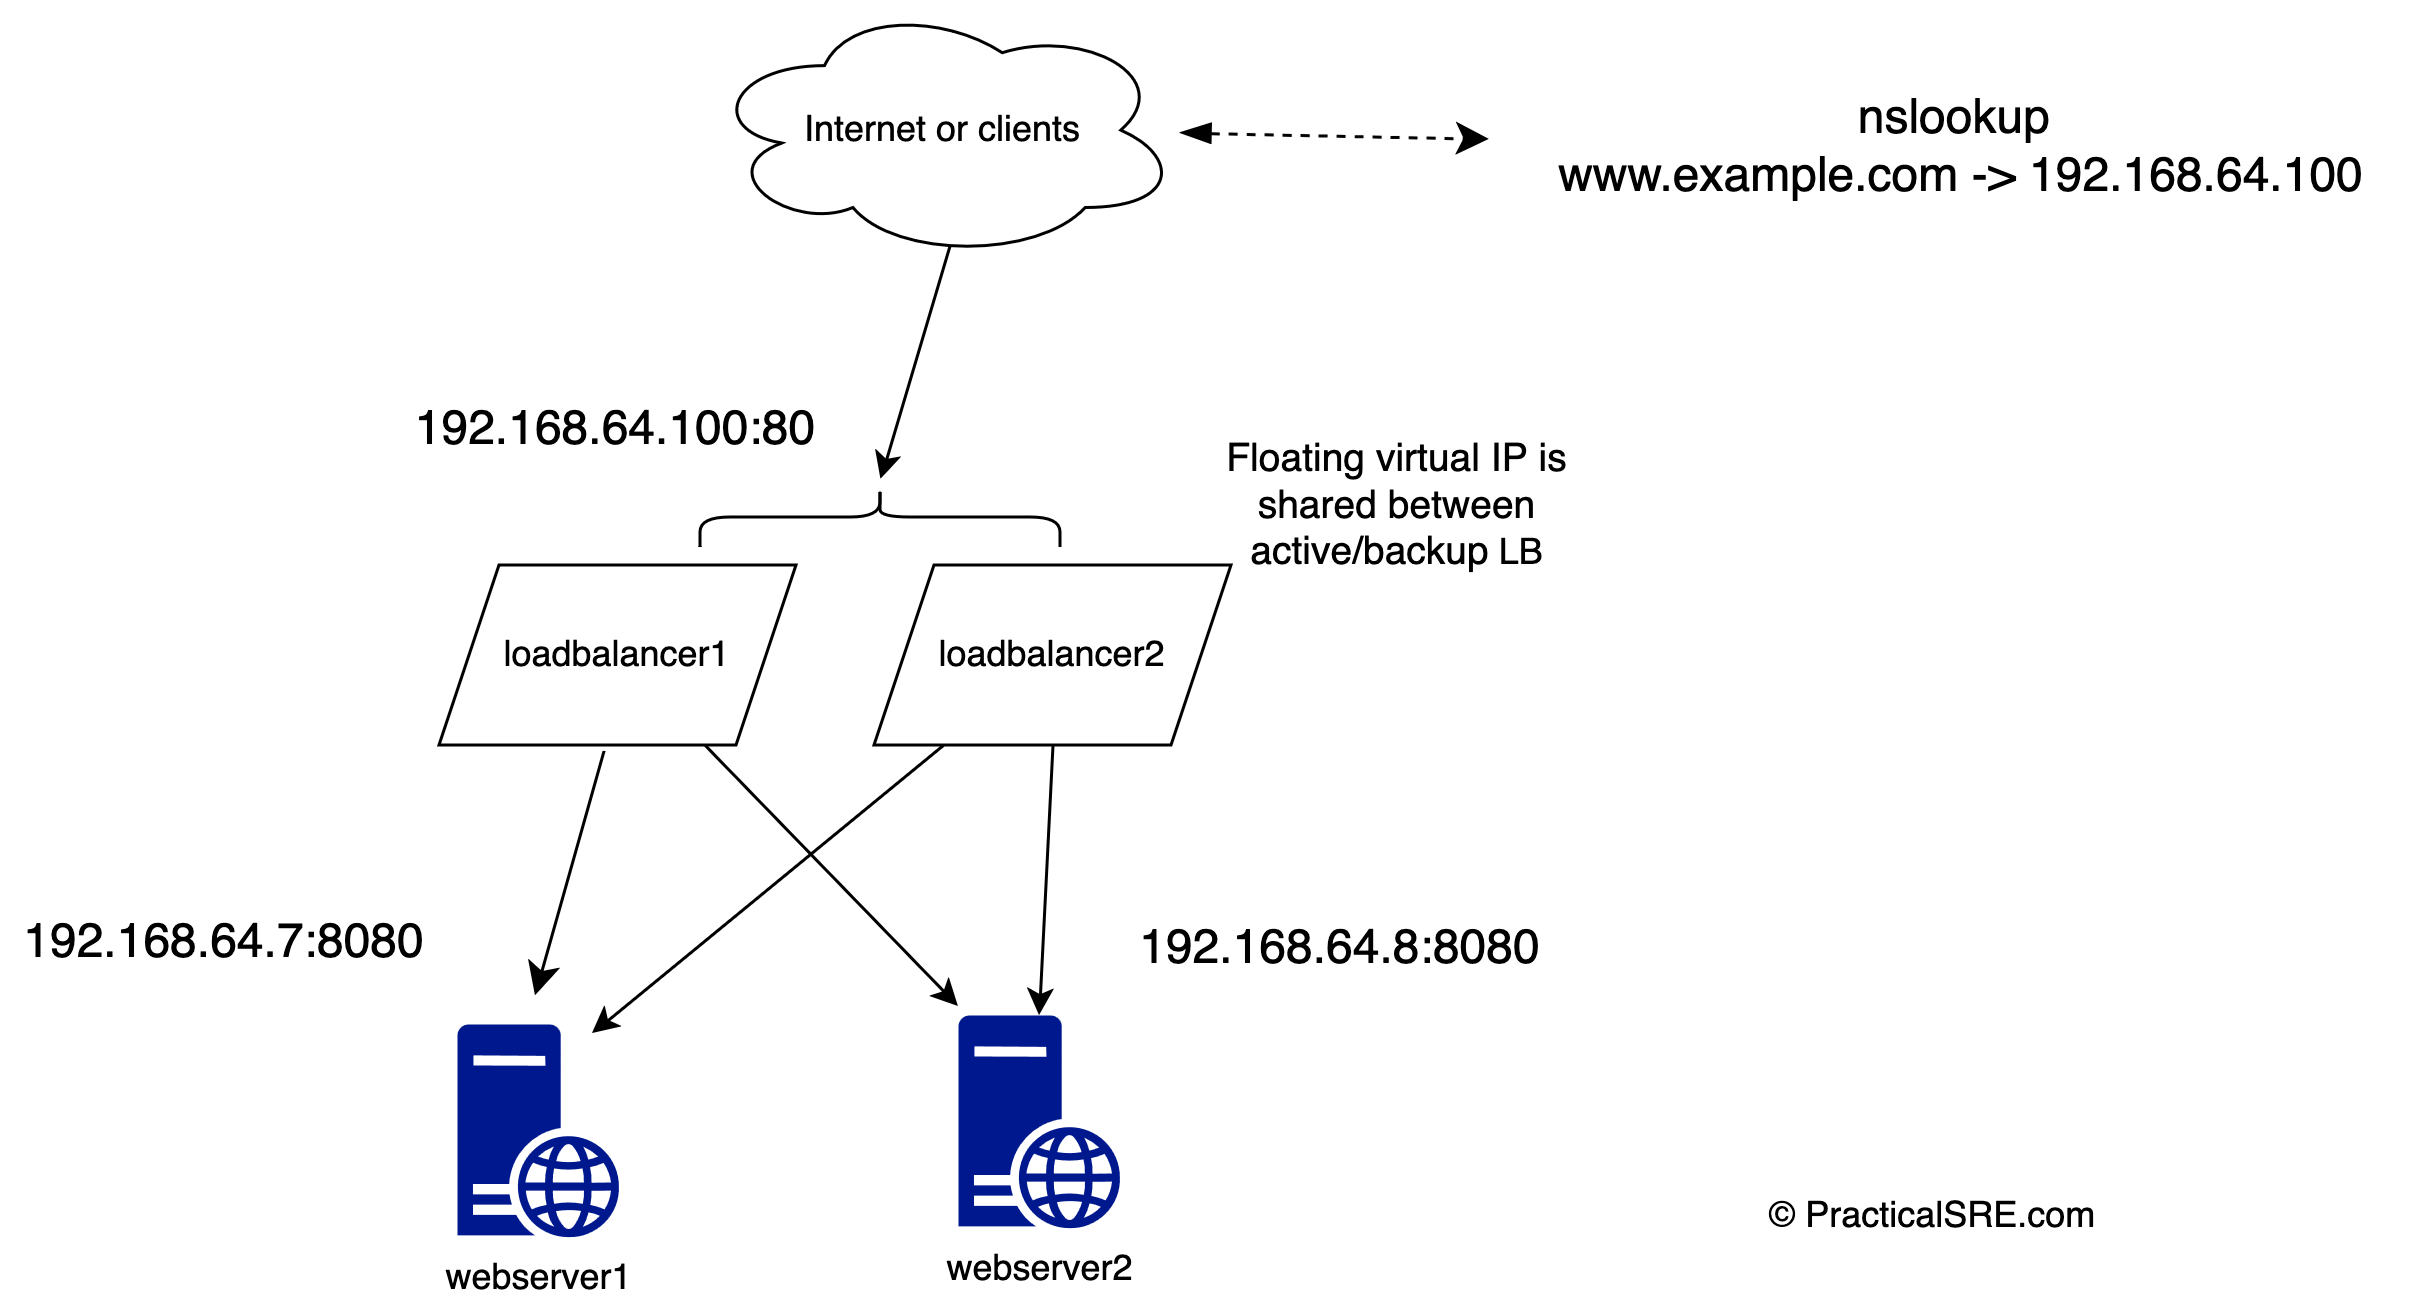 Internet or clients
nslookup
www.example.com -> 192.168.64.100
192.168.64.100:80
Floating virtual IP is
shared between
active/backup LB
loadbalancer1
loadbalancer2
192.168.64.7:8080
192.168.64.8:8080
webserver1
webserver2
© PracticalSRE.com